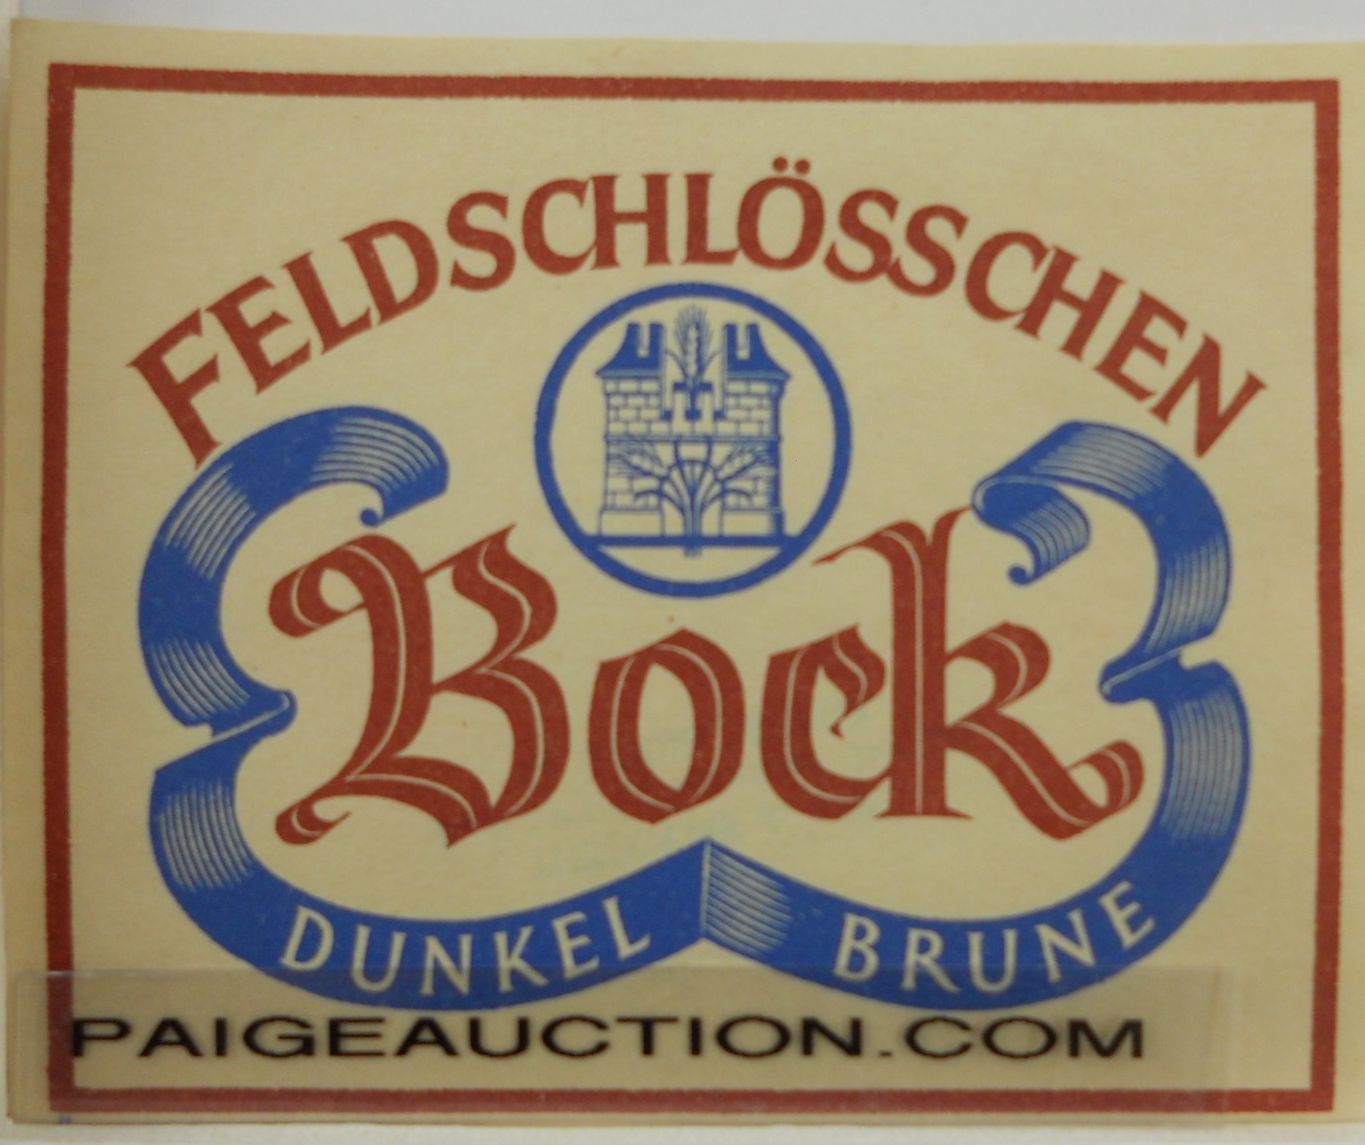 FELDSCHLÖSSCHEN
Bock
DUNKEL BRUNE
PAIGEAUCTION.COM